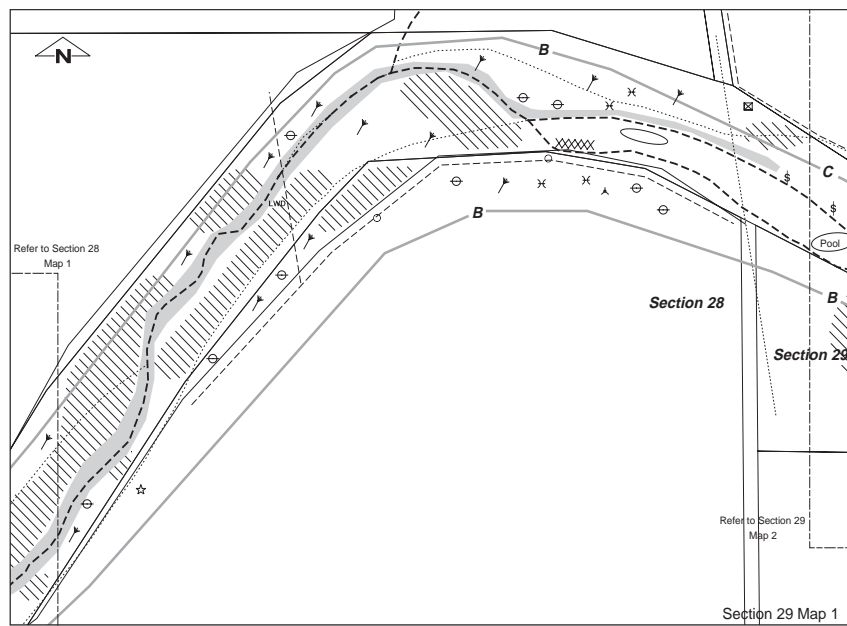 N
B
C
$
$
LWD
B
Refer to Section 28
Map 1
Pool
Section 28
B
Section 29
Refer to Section 29
Map 2
Section 29 Map 1